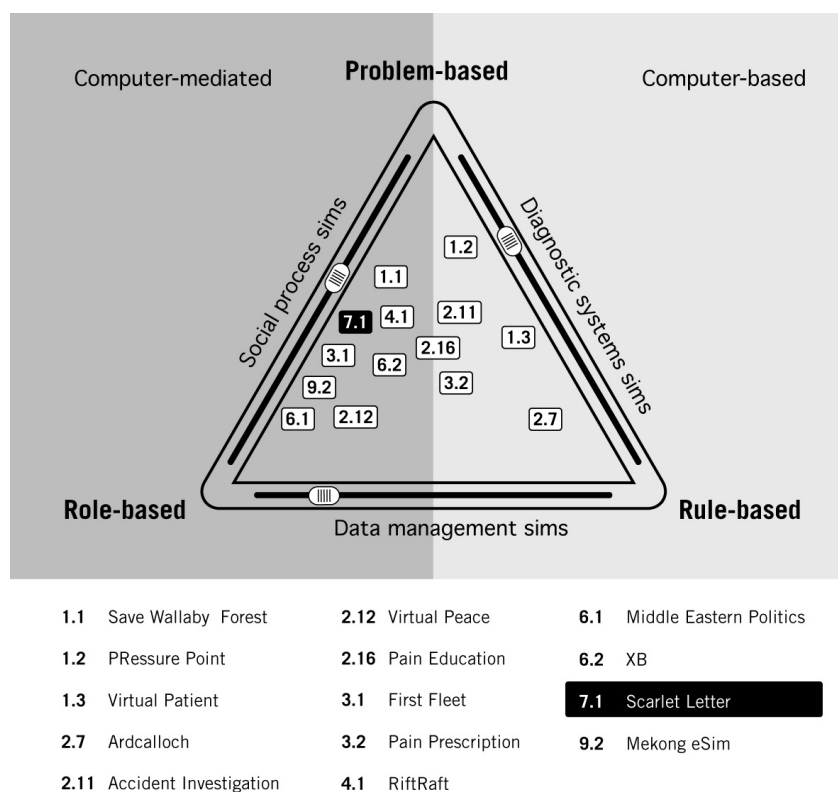 Problem-based
Computer-mediated
Computer-based
Social process sims
Diagnostic systems sims
1.2
1.1
7.1
4.1
2.11
1.3
2.16
3.1
6.2
9.2
3.2
6.1
2.12
2.7
Role-based
Rule-based
Data management sims
1.1 Save Wallaby Forest
1.2 PRessure Point
1.3 Virtual Patient
2.7 Ardcalloch
2.11 Accident Investigation
2.12 Virtual Peace
2.16 Pain Education
3.1 First Fleet
3.2 Pain Prescription
4.1 RiftRaft
6.1 Middle Eastern Politics
6.2 XB
7.1 Scarlet Letter
9.2 Mekong eSim